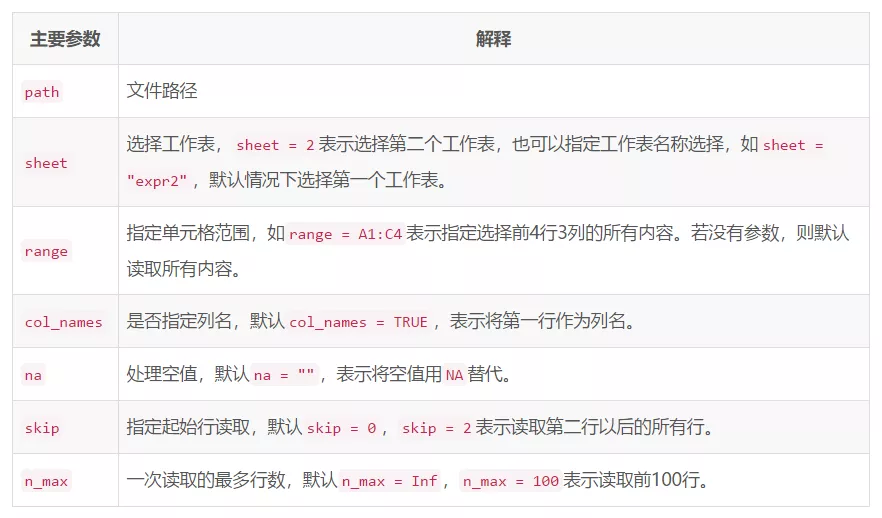 主要参数 解释
path 文件路径
选择工作表， sheet = 2 表示选择第二个工作表，也可以指定工作表名称选择，如 sheet =
sheet
"expr2" ，默认情况下选择第一个工作表。
指定单元格范围，如 range = A1:C4 表示指定选择前4行3列的所有内容。若没有参数，则默认
range
读取所有内容。
col_names 是否指定列名，默认 col_names = TRUE ，表示将第一行作为列名。
na 处理空值，默认 na = "" ，表示将空值用 NA 替代。
skip 指定起始行读取，默认 skip = 0 ， skip = 2 表示读取第二行以后的所有行。
n_max 一次读取的最多行数，默认 n_max = Inf ， n_max = 100 表示读取前100行。